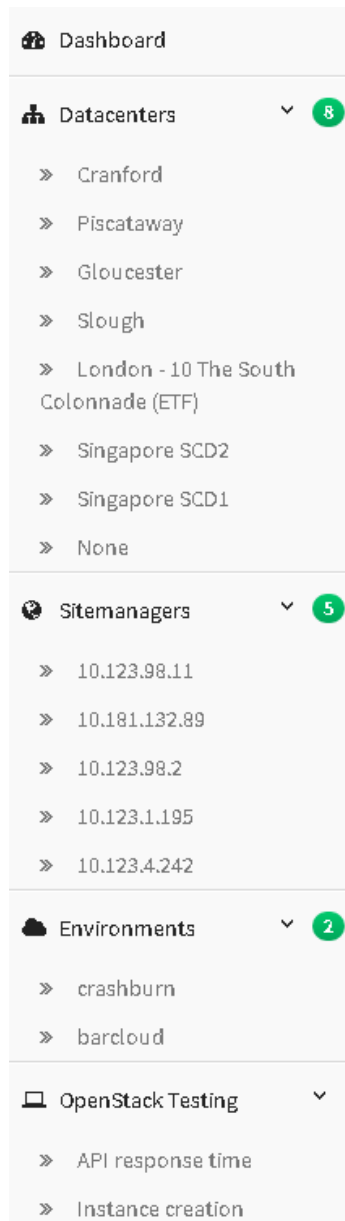 Dashboard
Datacenters 8
» Cranford
» Piscataway
» Gloucester
» Slough
» London - 10 The South
Colonnade (ETF)
» Singapore SCD2
» Singapore SCD1
» None
Sitemanagers 5
» 10.123.98.11
» 10.181.132.89
» 10.123.98.2
» 10.123.1.195
» 10.123.4.242
Environments 2
» crashburn
» barcloud
OpenStack Testing
» API response time
» Instance creation